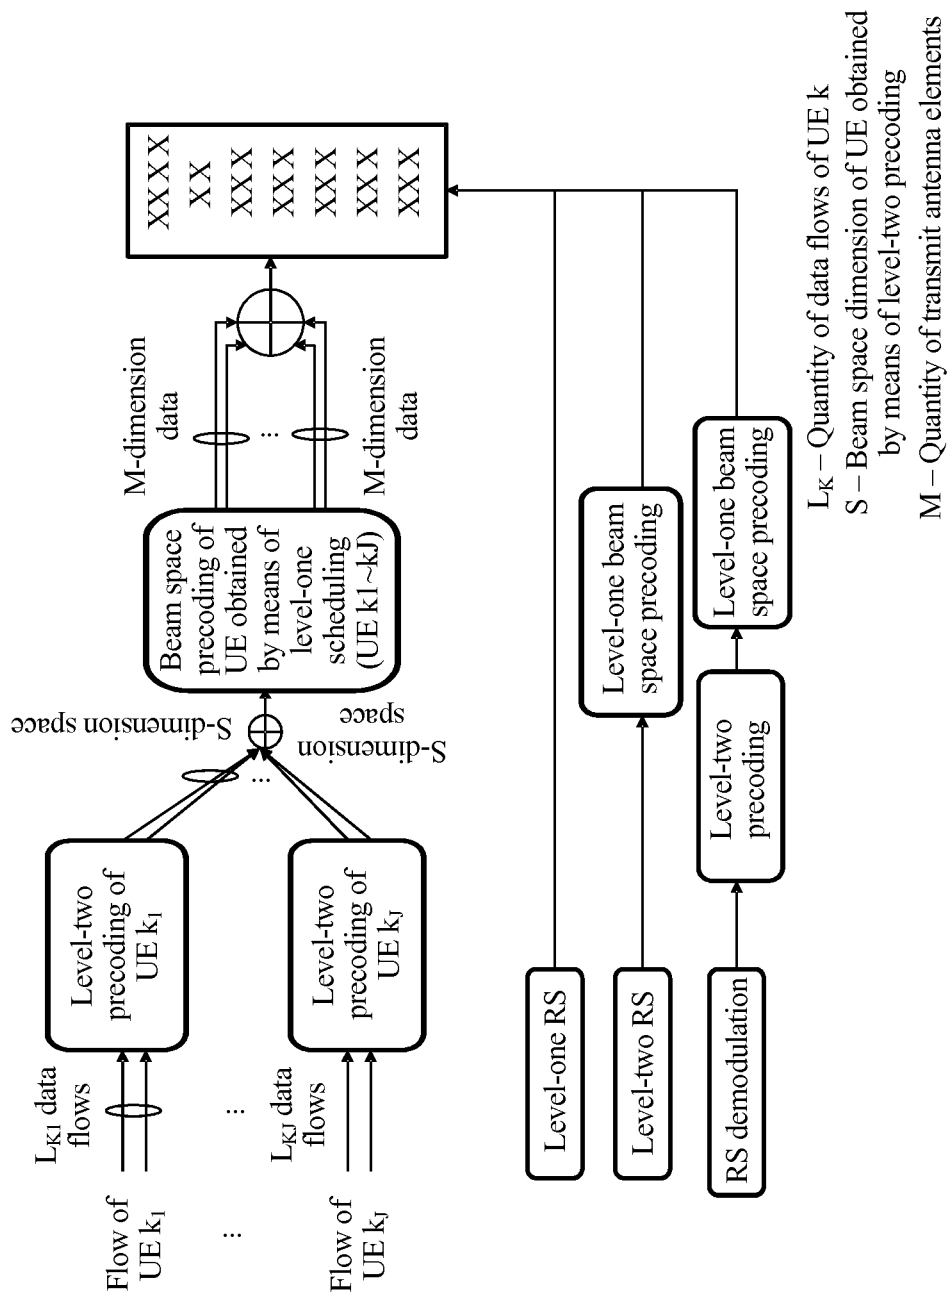 Flow of
UE k1
...
Flow of
UE kJ
LK1 data
flows
...
LKJ data
flows
Level-two
precoding of
UE k1
Level-two
precoding of
UE kJ
S-dimension space
...
S-dimension
space
Beam space
precoding of
UE obtained
by means of
level-one
scheduling
(UE k1~kJ)
M-dimension
data
...
M-dimension
data
XXXX
XX
XXX
XXX
XXX
XXX
XXX
Level-one RS
Level-two RS
Level-one beam
space precoding
RS demodulation
Level-two
precoding
Level-one beam
space precoding
LK – Quantity of data flows of UE k
S – Beam space dimension of UE obtained
by means of level-two precoding
M – Quantity of transmit antenna elements